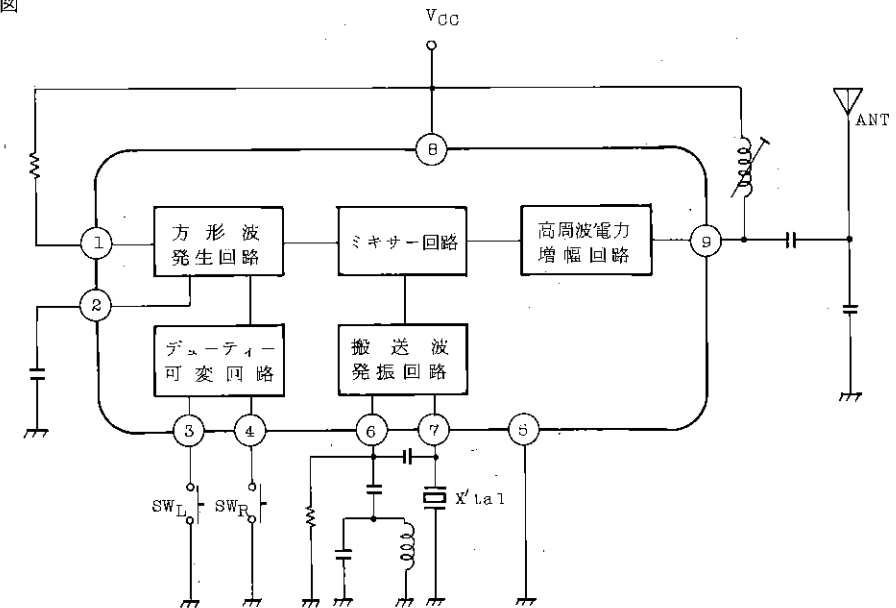 図
VCC
ANT
8
1
方形波
発生回路
ミキサー回路
高周波電力
増幅回路
9
2
デューティー
可変回路
搬送波
発振回路
3
4
6
7
5
SWL
SWR
X'tal